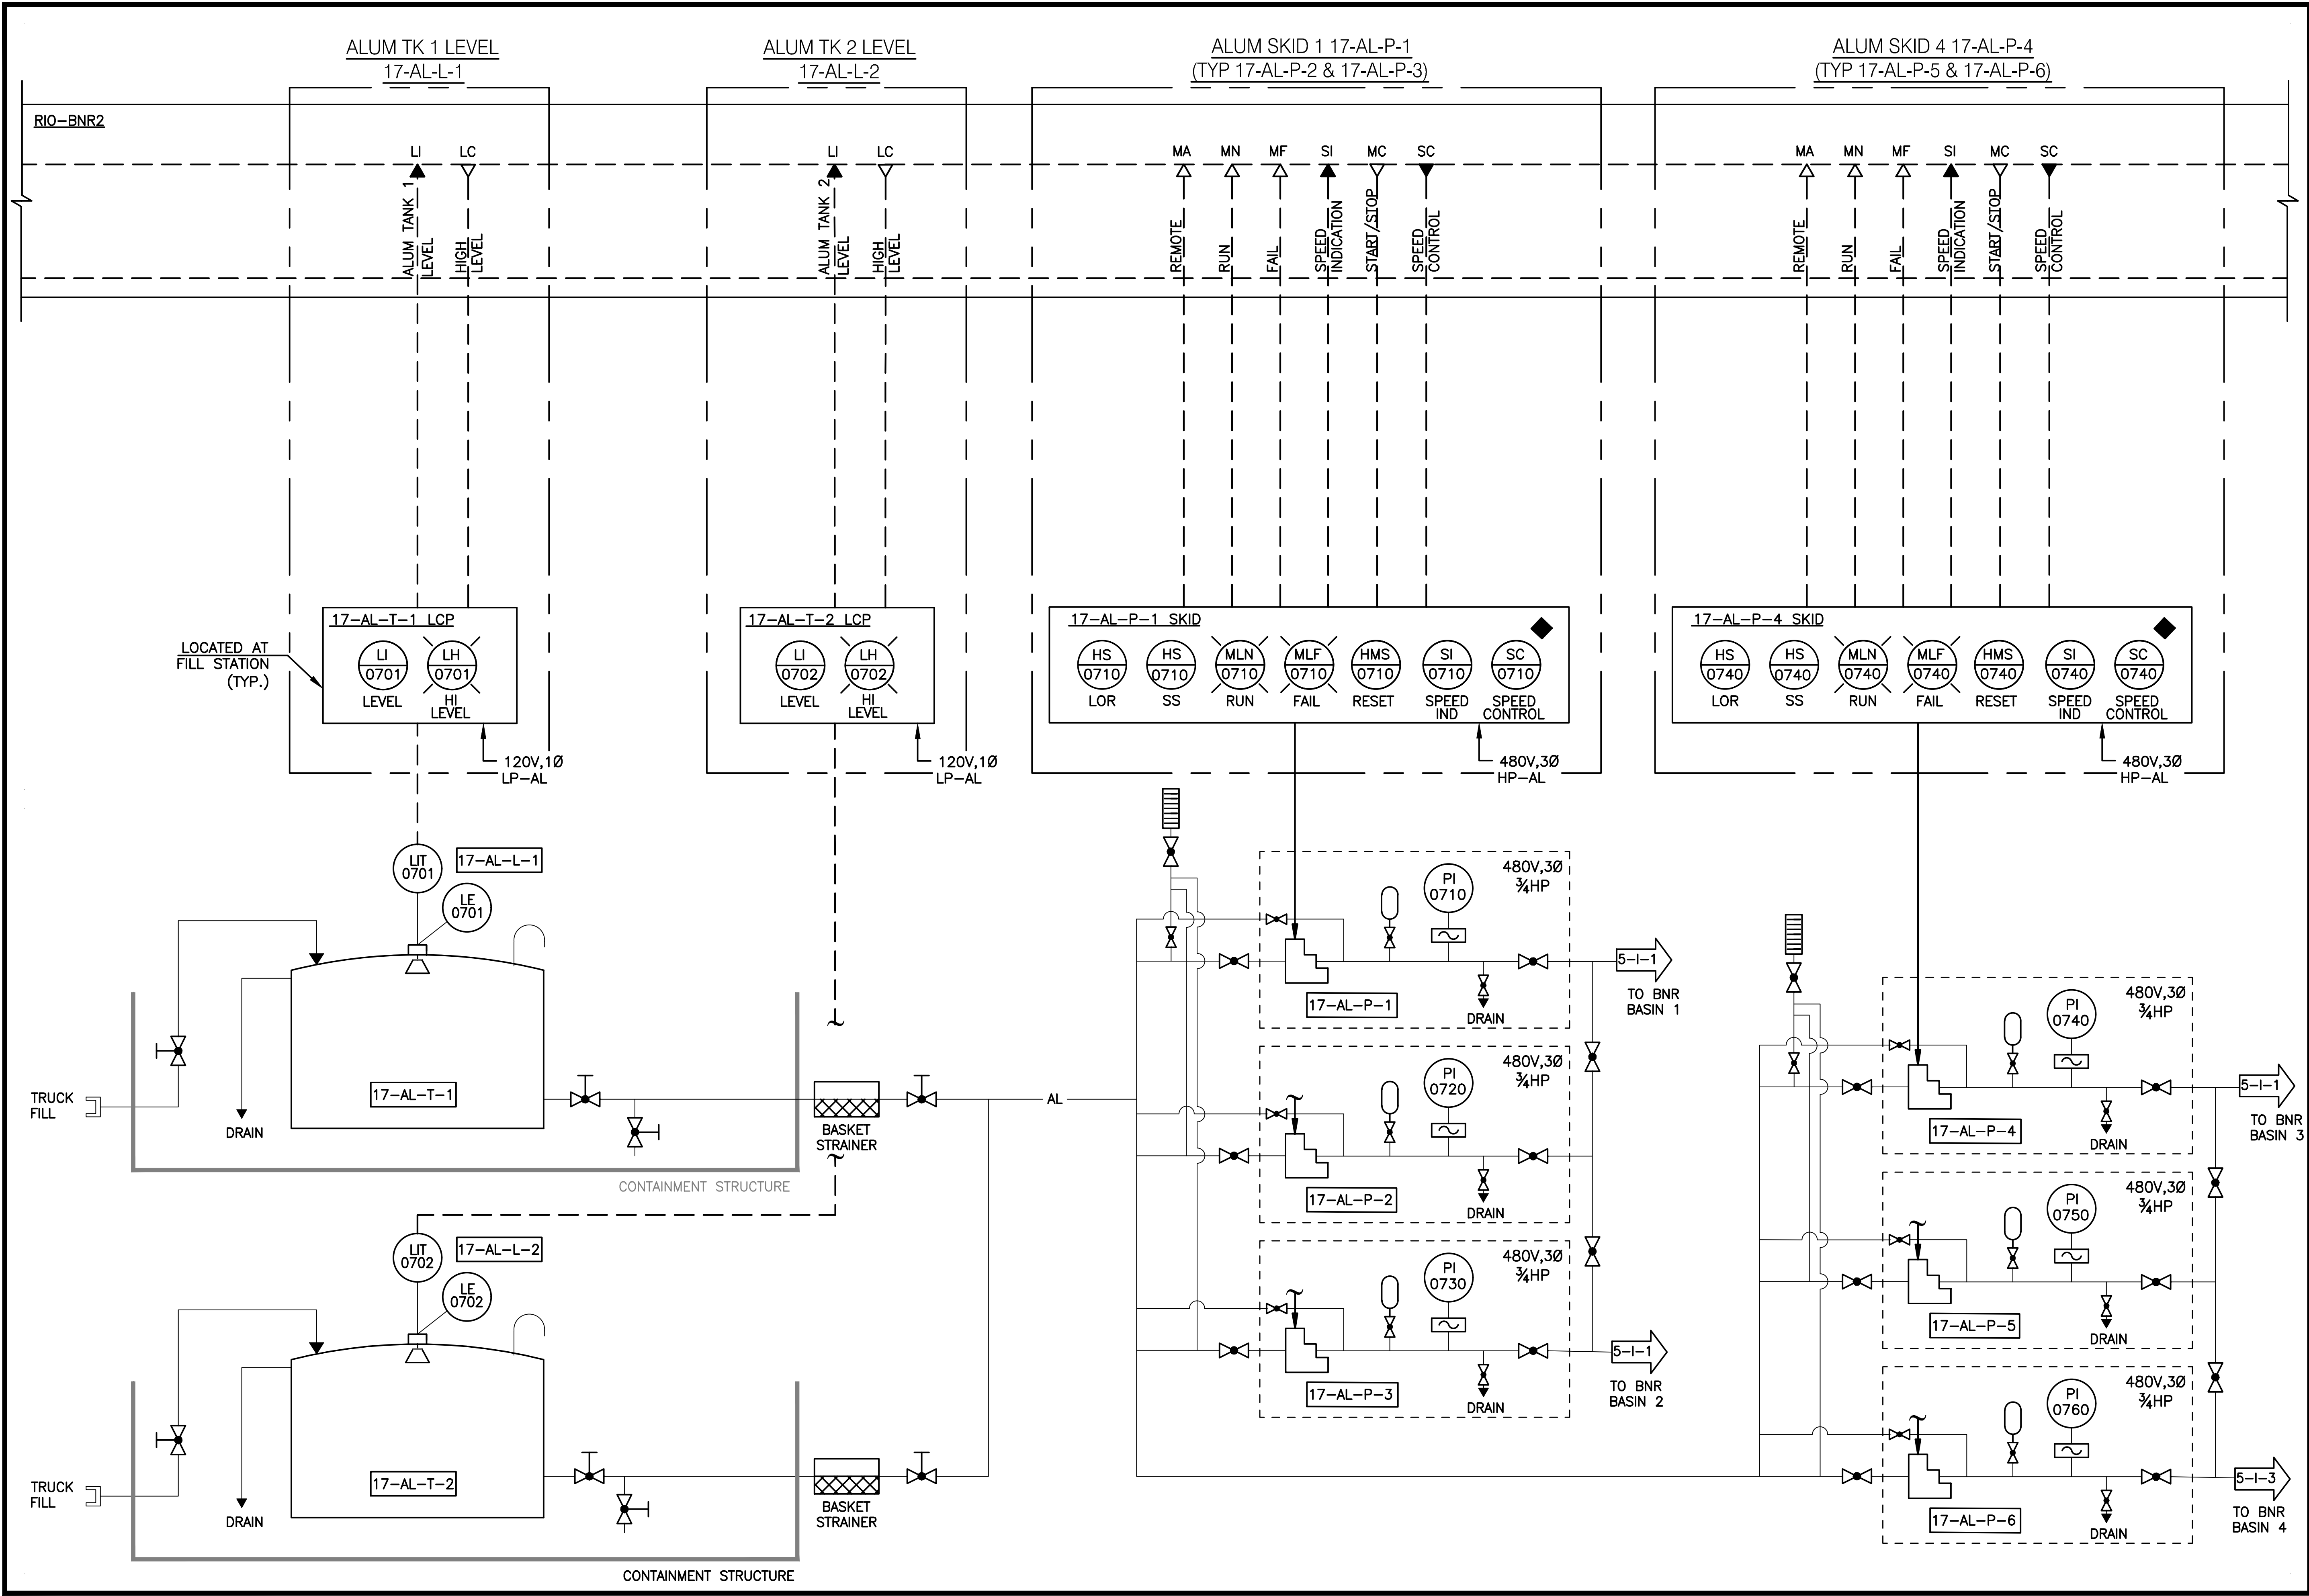 ALUM TK 1 LEVEL
17-AL-L-1
ALUM TK 2 LEVEL
17-AL-L-2
ALUM SKID 1 17-AL-P-1
(TYP 17-AL-P-2 & 17-AL-P-3)
ALUM SKID 4 17-AL-P-4
(TYP 17-AL-P-5 & 17-AL-P-6)
RIO-BNR2
LI
LC
LI
LC
MA
MN
MF
SI
MC
SC
MA
MN
MF
SI
MC
SC
ALUM TANK 1
LEVEL
HIGH
LEVEL
ALUM TANK 2
LEVEL
HIGH
LEVEL
REMOTE
RUN
FAIL
SPEED
INDICATION
START/STOP
SPEED
CONTROL
REMOTE
RUN
FAIL
SPEED
INDICATION
START/STOP
SPEED
CONTROL
LOCATED AT
FILL STATION
(TYP.)
17-AL-T-1 LCP
LI
0701
LEVEL
LH
0701
HI
LEVEL
120V,1Ø
LP-AL
17-AL-T-2 LCP
LI
0702
LEVEL
LH
0702
HI
LEVEL
120V,1Ø
LP-AL
17-AL-P-1 SKID
HS
0710
LOR
HS
0710
SS
MLN
0710
RUN
MLF
0710
FAIL
HMS
0710
RESET
SI
0710
SPEED
IND
SC
0710
SPEED
CONTROL
480V,3Ø
HP-AL
17-AL-P-4 SKID
HS
0740
LOR
HS
0740
SS
MLN
0740
RUN
MLF
0740
FAIL
HMS
0740
RESET
SI
0740
SPEED
IND
SC
0740
SPEED
CONTROL
480V,3Ø
HP-AL
LIT
0701
17-AL-L-1
LE
0701
TRUCK
FILL
DRAIN
17-AL-T-1
BASKET
STRAINER
CONTAINMENT STRUCTURE
LIT
0702
17-AL-L-2
LE
0702
TRUCK
FILL
DRAIN
17-AL-T-2
BASKET
STRAINER
CONTAINMENT STRUCTURE
AL
PI
0710
480V,3Ø
¾HP
17-AL-P-1
DRAIN
5-I-1
TO BNR
BASIN 1
PI
0720
480V,3Ø
¾HP
17-AL-P-2
DRAIN
PI
0730
480V,3Ø
¾HP
17-AL-P-3
DRAIN
5-I-1
TO BNR
BASIN 2
PI
0740
480V,3Ø
¾HP
17-AL-P-4
DRAIN
5-I-1
TO BNR
BASIN 3
PI
0750
480V,3Ø
¾HP
17-AL-P-5
DRAIN
PI
0760
480V,3Ø
¾HP
17-AL-P-6
DRAIN
5-I-3
TO BNR
BASIN 4